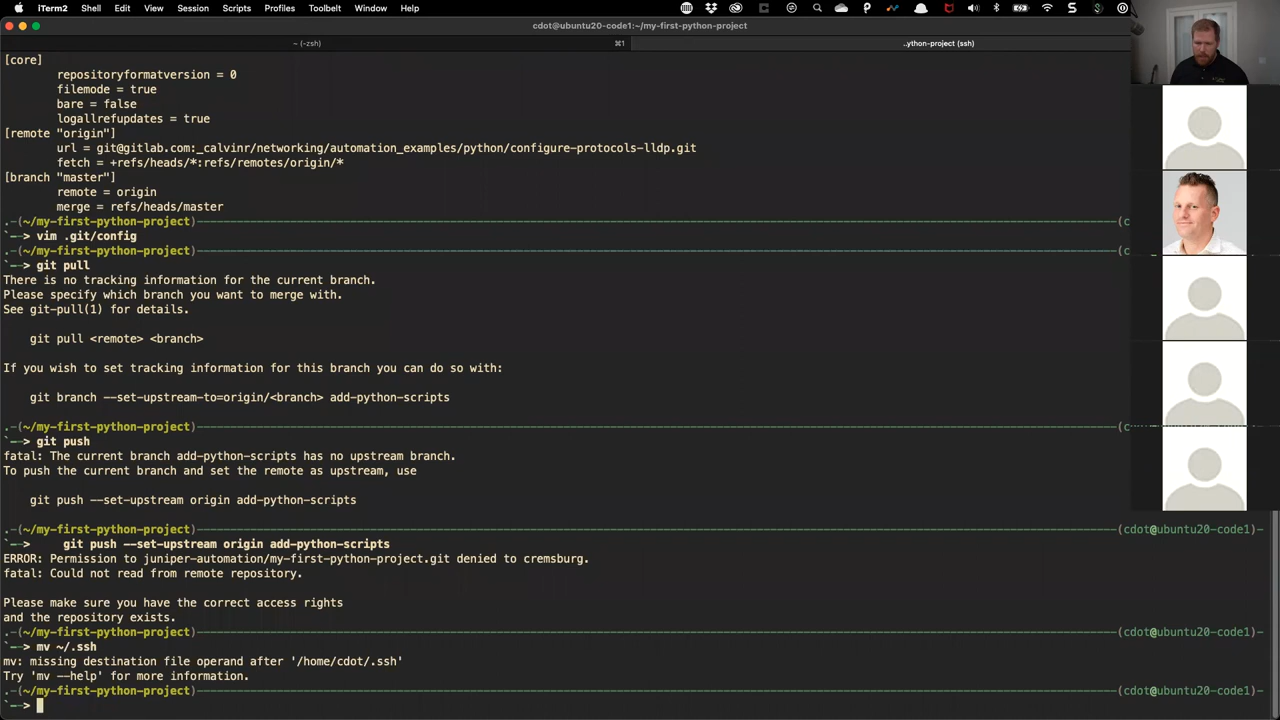 iTerm2 Shell Edit View Session Scripts Profiles Toolbelt Window Help
cdot@ubuntu20-code1:~/my-first-python-project
~ (-zsh) ⌘1 ..ython-project (ssh)
[core]
repositoryformatversion = 0
filemode = true
bare = false
logallrefupdates = true
[remote "origin"]
url = git@gitlab.com:_calvinr/networking/automation_examples/python/configure-protocols-lldp.git
fetch = +refs/heads/*:refs/remotes/origin/*
[branch "master"]
remote = origin
merge = refs/heads/master
.-(~/my-first-python-project)------(c
`--> vim .git/config
.-(~/my-first-python-project)------(c
`--> git pull
There is no tracking information for the current branch.
Please specify which branch you want to merge with.
See git-pull(1) for details.
git pull <remote> <branch>
If you wish to set tracking information for this branch you can do so with:
git branch --set-upstream-to=origin/<branch> add-python-scripts
.-(~/my-first-python-project)------(c
`--> git push
fatal: The current branch add-python-scripts has no upstream branch.
To push the current branch and set the remote as upstream, use
git push --set-upstream origin add-python-scripts
.-(~/my-first-python-project)------(cdot@ubuntu20-code1)-
`--> git push --set-upstream origin add-python-scripts
ERROR: Permission to juniper-automation/my-first-python-project.git denied to cremsburg.
fatal: Could not read from remote repository.
Please make sure you have the correct access rights
and the repository exists.
.-(~/my-first-python-project)------(cdot@ubuntu20-code1)-
`--> mv ~/.ssh
mv: missing destination file operand after '/home/cdot/.ssh'
Try 'mv --help' for more information.
.-(~/my-first-python-project)------(cdot@ubuntu20-code1)-
`-->